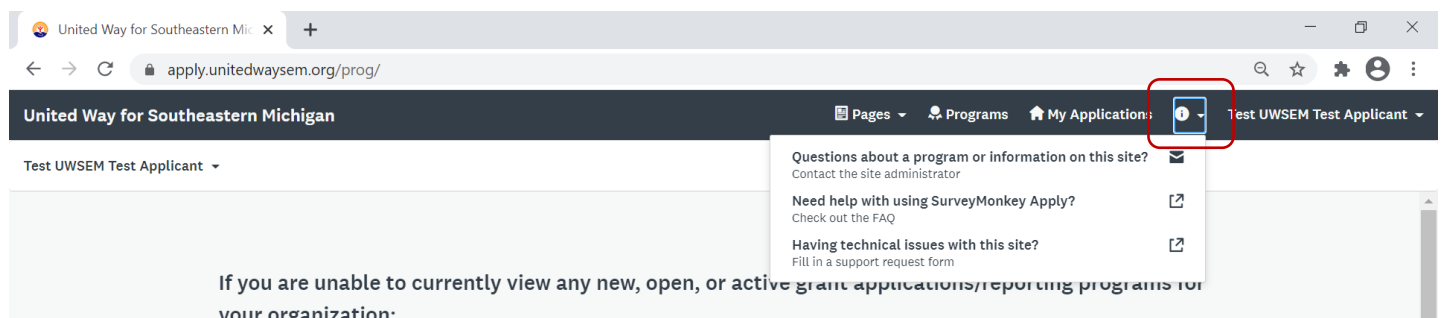 United Way for Southeastern Mic
apply.unitedwaysem.org/prog/
United Way for Southeastern Michigan
Pages
Programs
My Applications
Test UWSEM Test Applicant
Test UWSEM Test Applicant
Questions about a program or information on this site?
Contact the site administrator
Need help with using SurveyMonkey Apply?
Check out the FAQ
Having technical issues with this site?
Fill in a support request form
If you are unable to currently view any new, open, or active grant applications/reporting programs for
your organization: